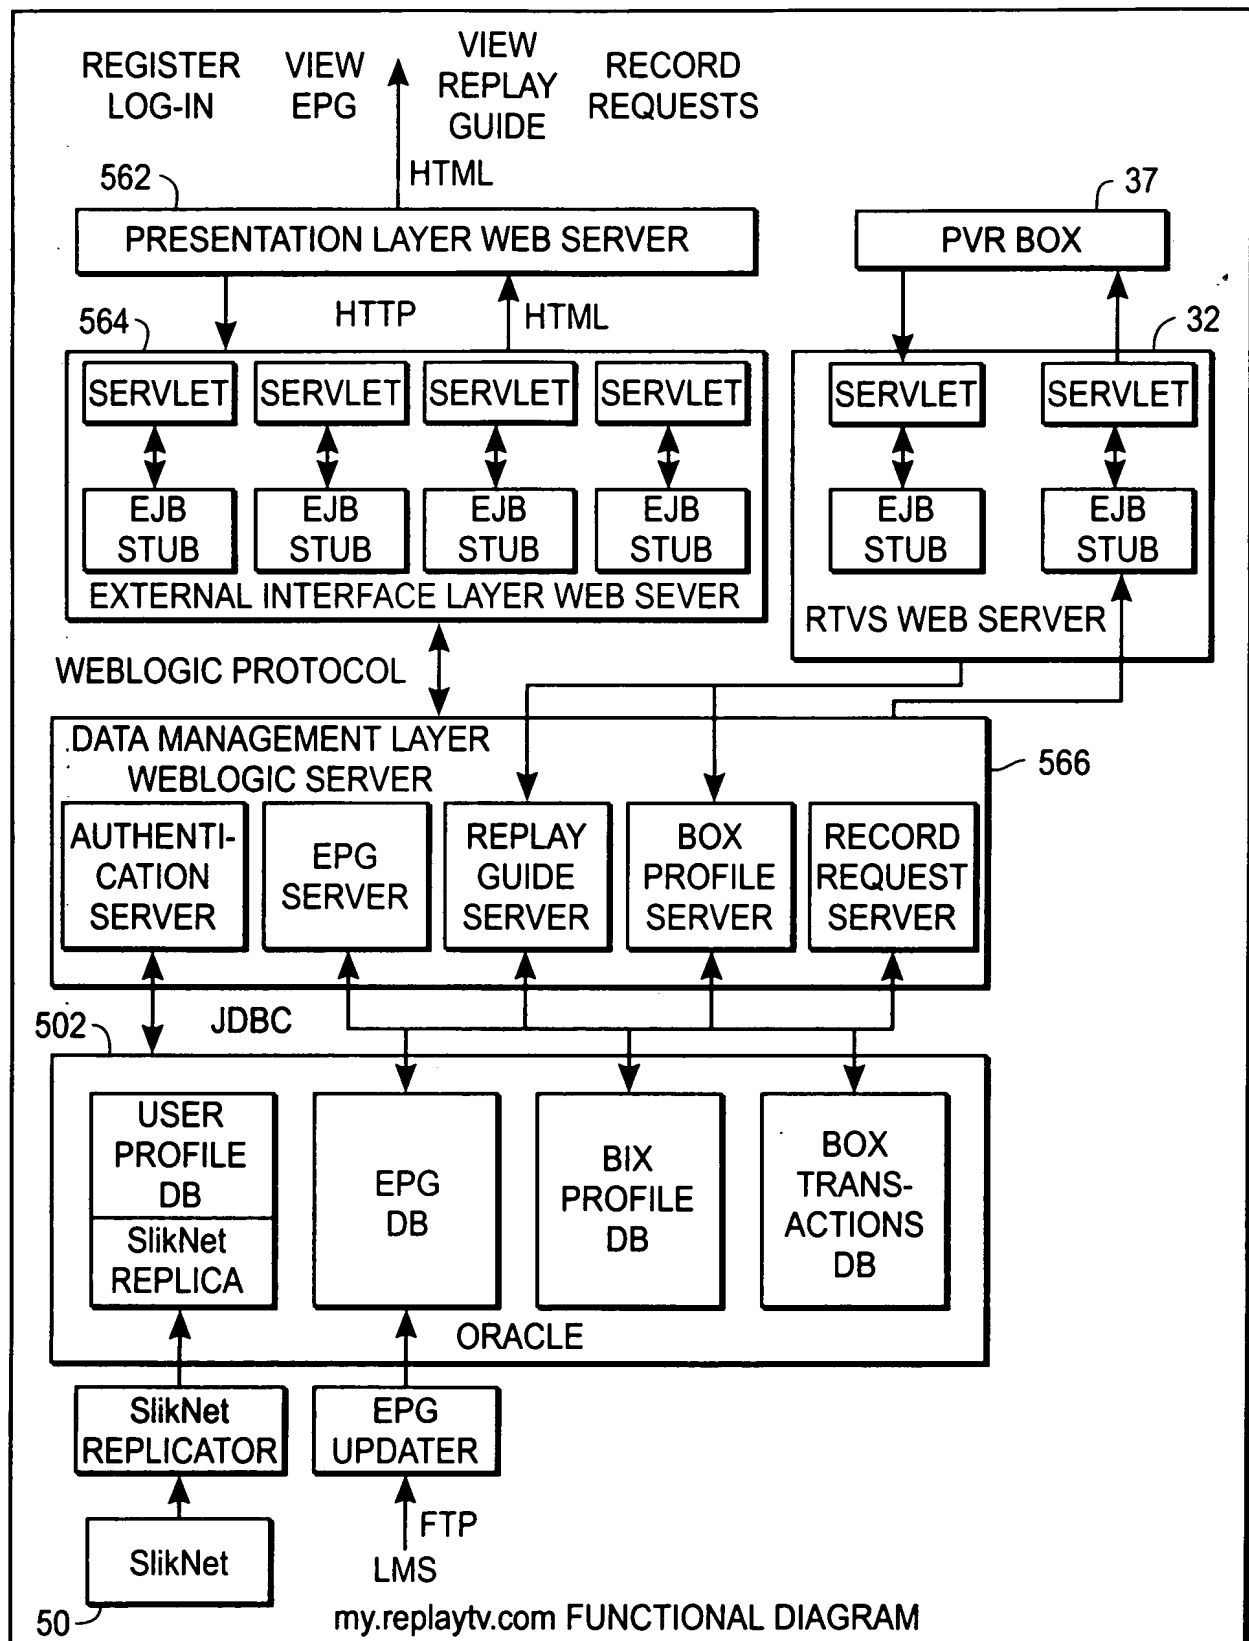 REGISTER LOG-IN
VIEW EPG
VIEW REPLAY GUIDE
RECORD REQUESTS
HTML
562
PRESENTATION LAYER WEB SERVER
37
PVR BOX
HTTP
HTML
564
32
SERVLET
SERVLET
SERVLET
SERVLET
SERVLET
SERVLET
EJB STUB
EJB STUB
EJB STUB
EJB STUB
EJB STUB
EJB STUB
EXTERNAL INTERFACE LAYER WEB SEVER
RTVS WEB SERVER
WEBLOGIC PROTOCOL
DATA MANAGEMENT LAYER
WEBLOGIC SERVER
566
AUTHENTI-
CATION
SERVER
EPG
SERVER
REPLAY
GUIDE
SERVER
BOX
PROFILE
SERVER
RECORD
REQUEST
SERVER
JDBC
502
USER
PROFILE
DB
SlikNet
REPLICA
EPG
DB
BIX
PROFILE
DB
BOX
TRANS-
ACTIONS
DB
ORACLE
SlikNet
REPLICATOR
EPG
UPDATER
FTP
LMS
SlikNet
50
my.replaytv.com FUNCTIONAL DIAGRAM